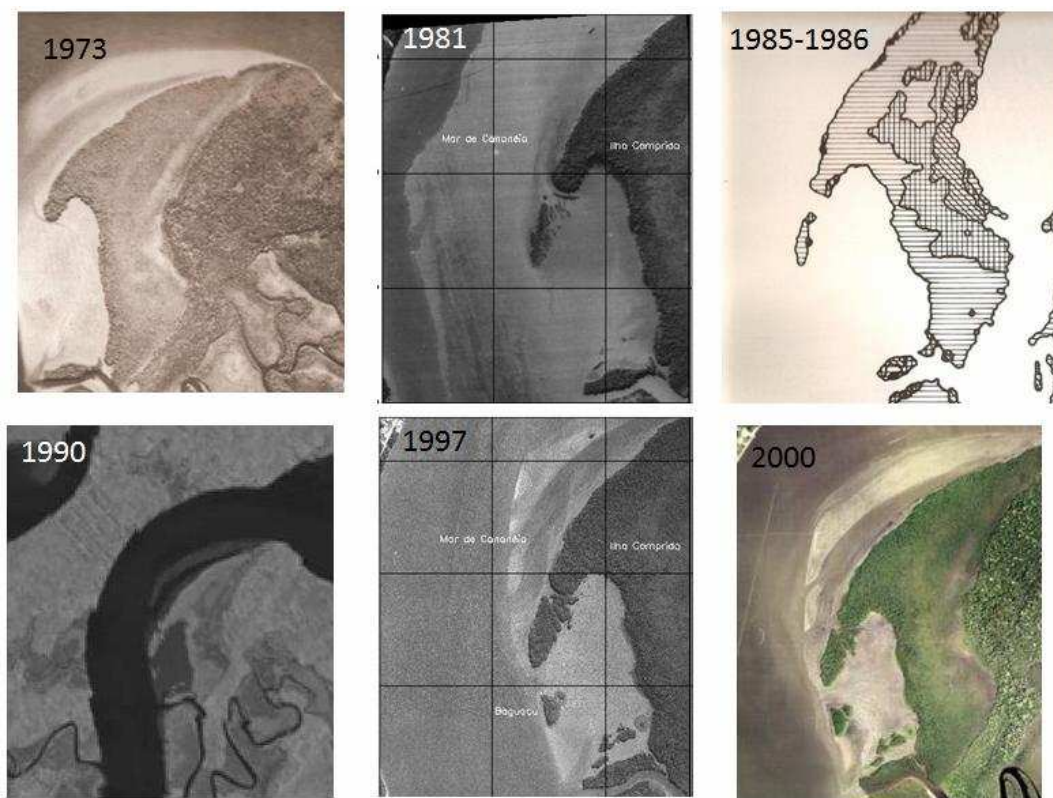 1973
1981
1985-1986
Mar de Cananéia
Ilha Comprida
1990
1997
2000
Mar de Cananéia
Ilha Comprida
Baguaçu